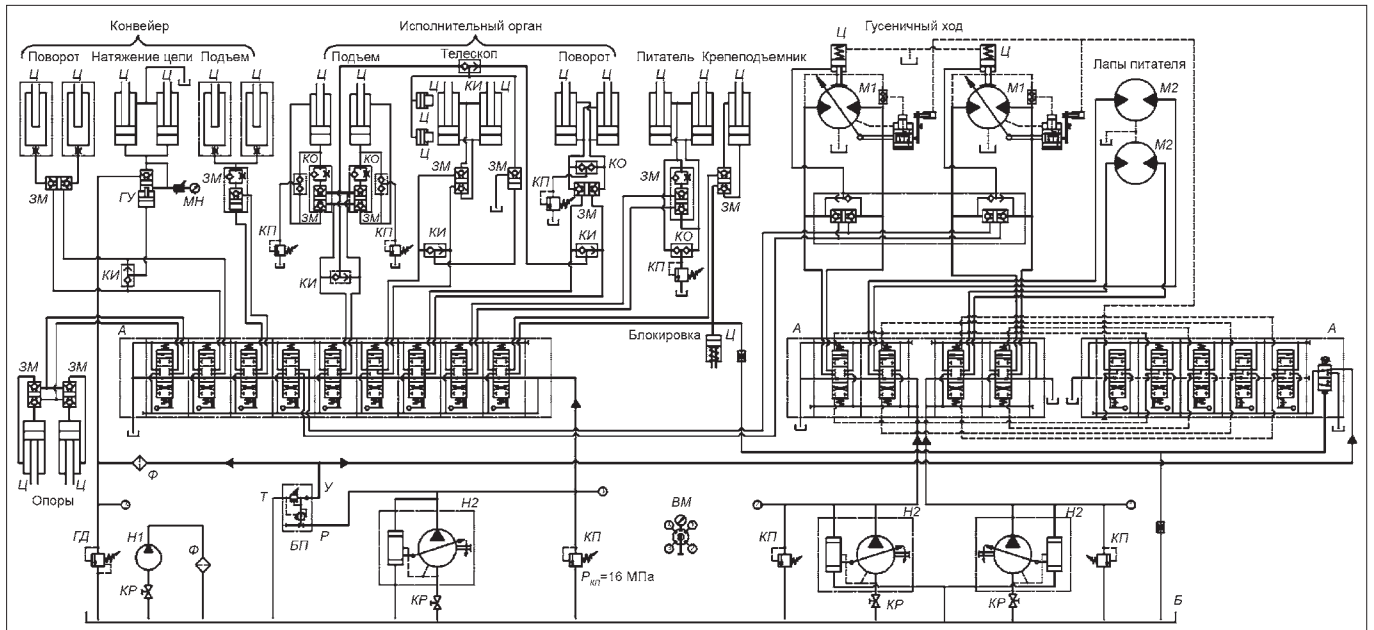 Конвейер
Исполнительный орган
Гусеничный ход
Поворот
Натяжение цепи
Подъем
Подъем
Телескоп
Поворот
Питатель
Крепеподъемник
Лапы питателя
Ц Ц Ц Ц Ц Ц Ц Ц Ц Ц Ц Ц Ц Ц Ц Ц
Ц Ц
КИ
М1 М1 М2
Ц
Ц
М2
КО КО ЗМ ЗМ КО ЗМ
ЗМ ГУ МН ЗМ
КП ЗМ ЗМ
ЗМ ЗМ
КП КП КИ КИ КО
КИ КИ КП
Блокировка Ц
А А А
ЗМ ЗМ
Ф
Ц Ц
Опоры
Т У
Р
БП
Н2
ВМ
Н2 Н2
ГД Н1 Ф
КП КП КП
Pкп=16 МПа
КР КР КР КР
Б